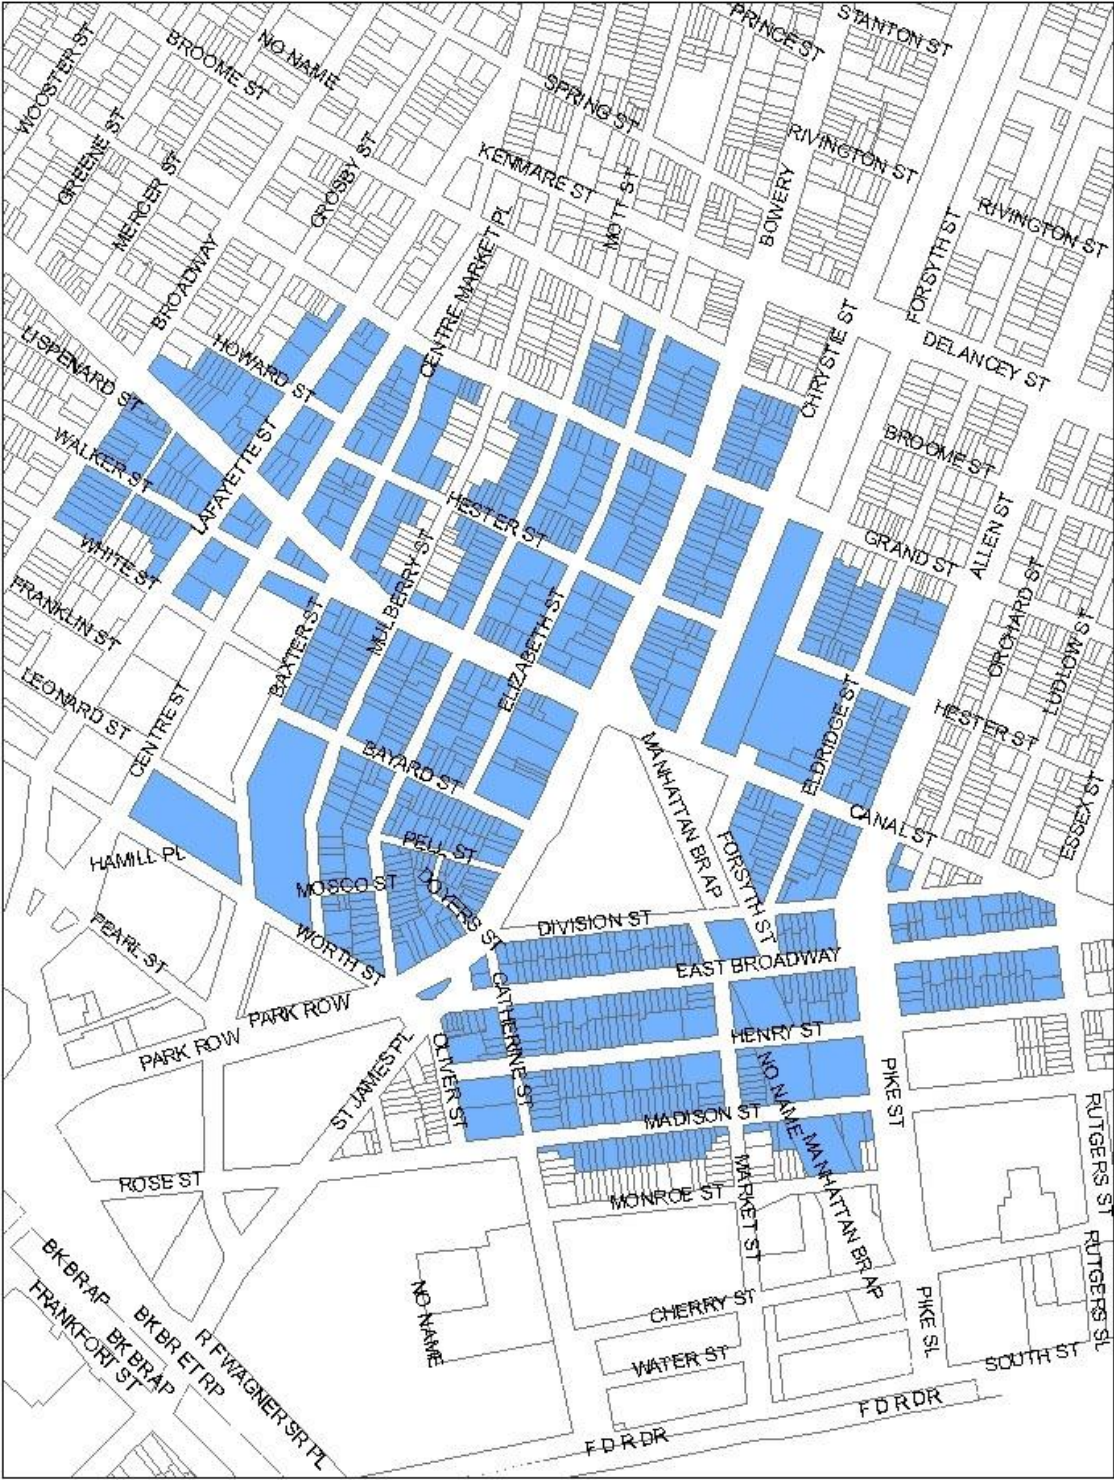 PRINCE ST
STANTON ST
WOOSTER ST
BROOME ST
NO NAME
SPRING ST
GREENE ST
MERCER ST
CROSBY ST
KENMARE ST
MOTT ST
RIVINGTON ST
BOWERY
RIVINGTON ST
BROADWAY
CENTRE MARKET PL
FORSYTH ST
LISPENARD ST
HOWARD ST
CHRYSTIE ST
DELANCEY ST
WALKER ST
LAFAYETTE ST
BROOME ST
HESTER ST
WHITE ST
MULBERRY ST
GRAND ST
ALLEN ST
FRANKLIN ST
BAXTER ST
ELIZABETH ST
ORCHARD ST
LUDLOW ST
LEONARD ST
CENTRE ST
BAYARD ST
MANHATTAN BR AP
ELDRIDGE ST
HESTER ST
HAMILL PL
PELL ST
CANAL ST
ESSEX ST
MOSCO ST
DOYERS ST
FORSYTH ST
PEARL ST
WORTH ST
DIVISION ST
EAST BROADWAY
PARK ROW
PARK ROW
CATHERINE ST
HENRY ST
ST JAMES PL
OLIVER ST
NO NAME
PIKE ST
MADISON ST
RUTGERS ST
ROSE ST
MONROE ST
MARKET ST
MANHATTAN BR AP
BK BR AP
NO NAME
CHERRY ST
PIKE SL
RUTGERS SL
FRANKFORT ST
BK BR AP
BK BR ET RP
R F WAGNER SR PL
WATER ST
SOUTH ST
F D R DR
F D R DR